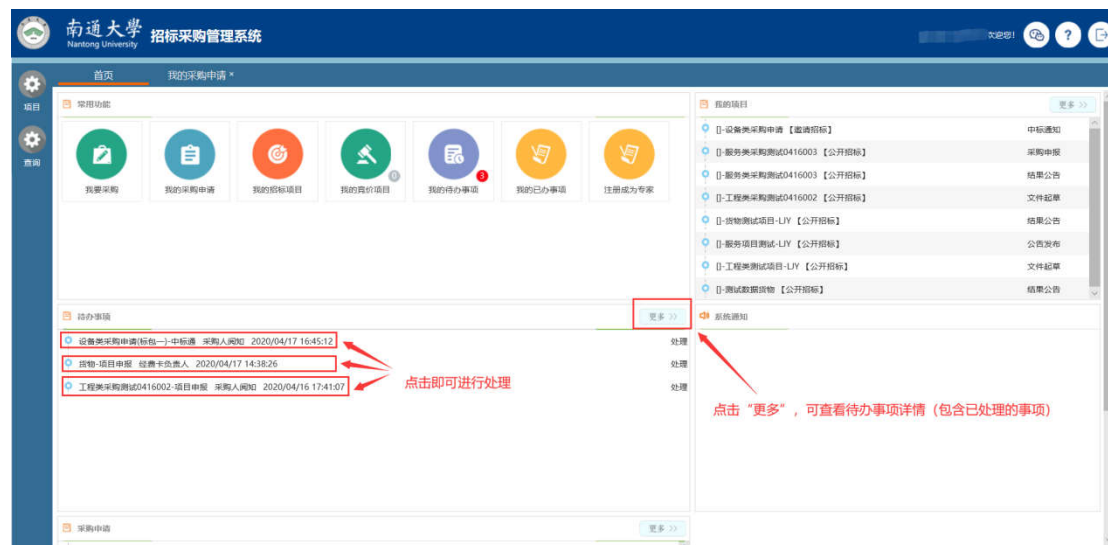 南通大學
Nantong University
招标采购管理系统
欢迎您!
?
首页
我的采购申请 ×
项目
查询
常用功能
我要采购
我的采购申请
我的招标项目
0
我的竞价项目
3
我的待办事项
我的已办事项
注册成为专家
我的项目
更多 >>
[]-设备类采购申请 【邀请招标】 中标通知
[]-服务类采购测试0416003 【公开招标】 采购申报
[]-服务类采购测试0416003 【公开招标】 结果公告
[]-工程类采购测试0416002 【公开招标】 文件起草
[]-货物测试项目-LJY 【公开招标】 结果公告
[]-服务项目测试-LJY 【公开招标】 公告发布
[]-工程类测试项目-LJY 【公开招标】 文件起草
[]-测试数据货物 【公开招标】 结果公告
待办事项
更多 >>
设备类采购申请(标包一)-中标通 采购人阅知 2020/04/17 16:45:12 处理
货物-项目申报 经费卡负责人 2020/04/17 14:38:26 处理
工程类采购测试0416002-项目申报 采购人阅知 2020/04/16 17:41:07 处理
点击即可进行处理
系统通知
点击“更多”，可查看待办事项详情（包含已处理的事项）
采购申请
更多 >>